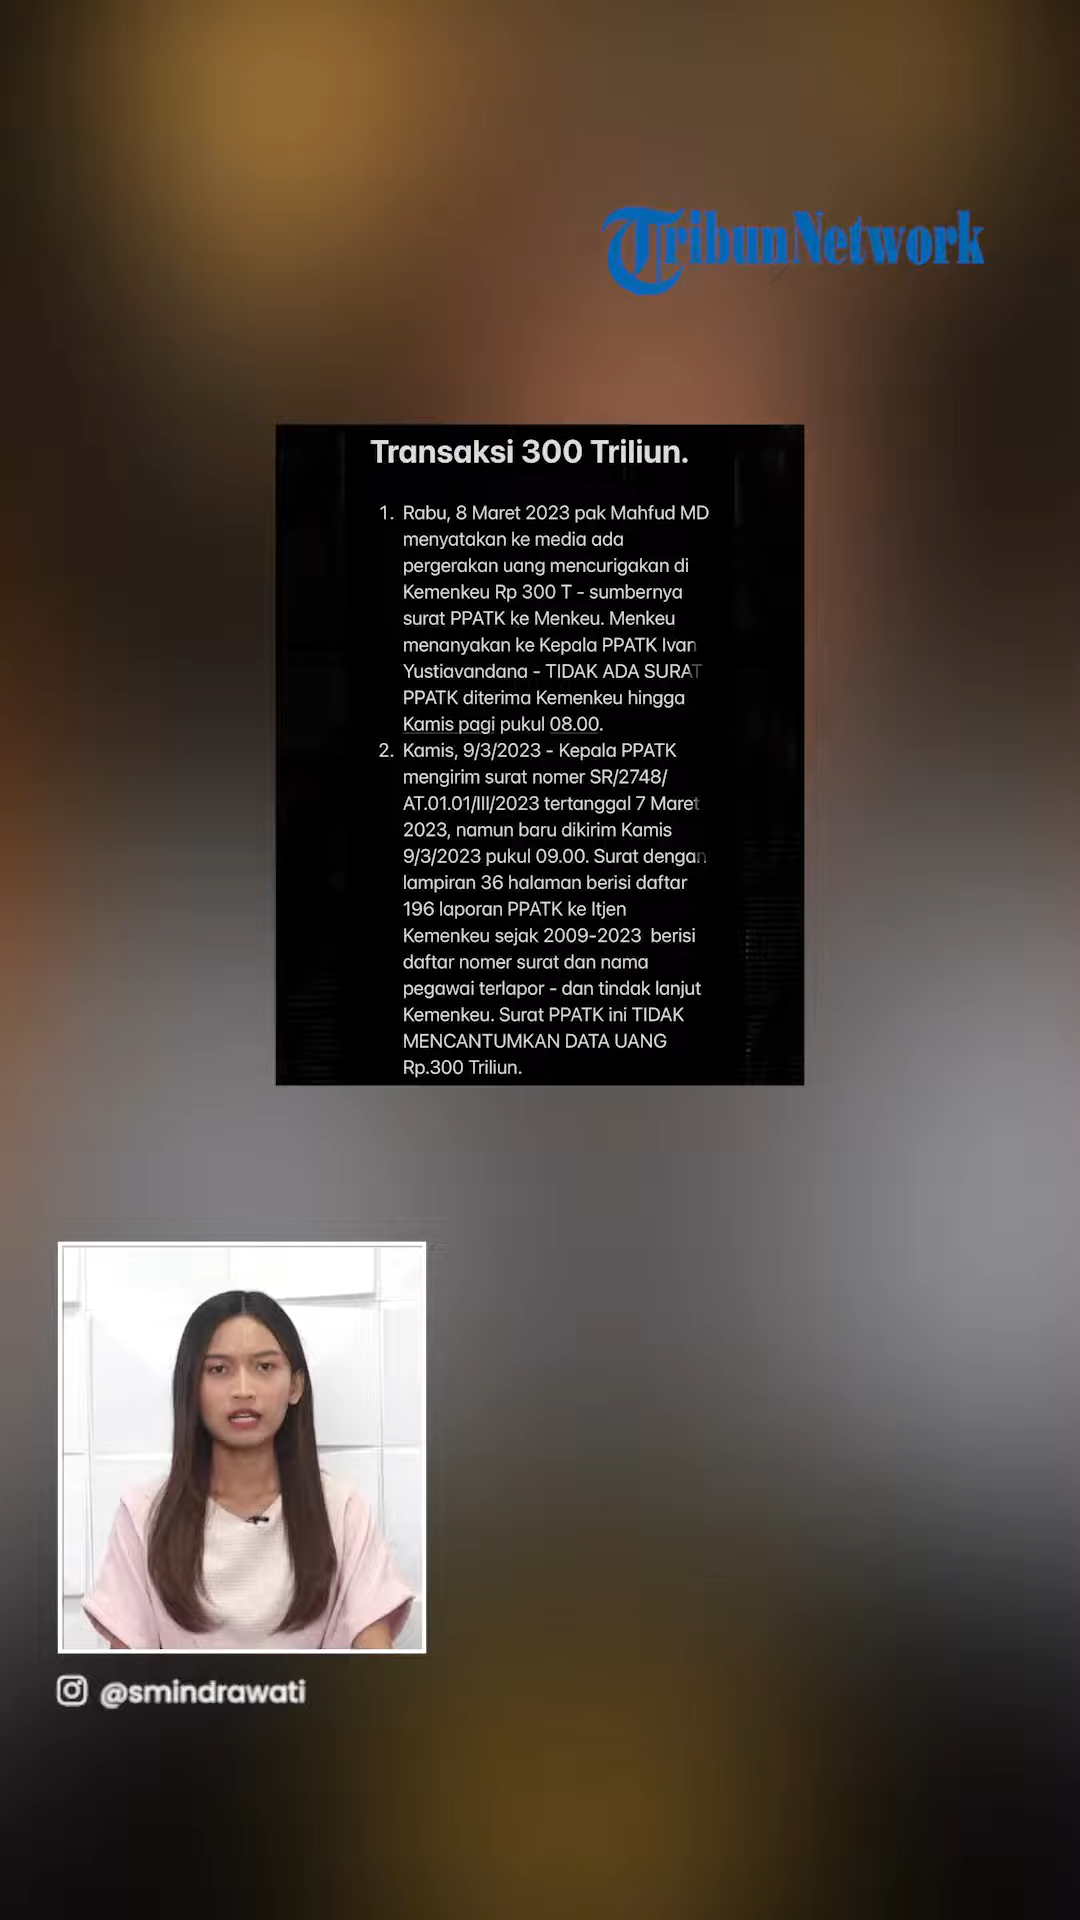 TribunNetwork
Transaksi 300 Triliun.
1. Rabu, 8 Maret 2023 pak Mahfud MD
menyatakan ke media ada
pergerakan uang mencurigakan di
Kemenkeu Rp 300 T - sumbernya
surat PPATK ke Menkeu. Menkeu
menanyakan ke Kepala PPATK Ivan
Yustiavandana - TIDAK ADA SURAT
PPATK diterima Kemenkeu hingga
Kamis pagi pukul 08.00.
2. Kamis, 9/3/2023 - Kepala PPATK
mengirim surat nomer SR/2748/
AT.01.01/III/2023 tertanggal 7 Maret
2023, namun baru dikirim Kamis
9/3/2023 pukul 09.00. Surat dengan
lampiran 36 halaman berisi daftar
196 laporan PPATK ke Itjen
Kemenkeu sejak 2009-2023 berisi
daftar nomer surat dan nama
pegawai terlapor - dan tindak lanjut
Kemenkeu. Surat PPATK ini TIDAK
MENCANTUMKAN DATA UANG
Rp.300 Triliun.
@smindrawati